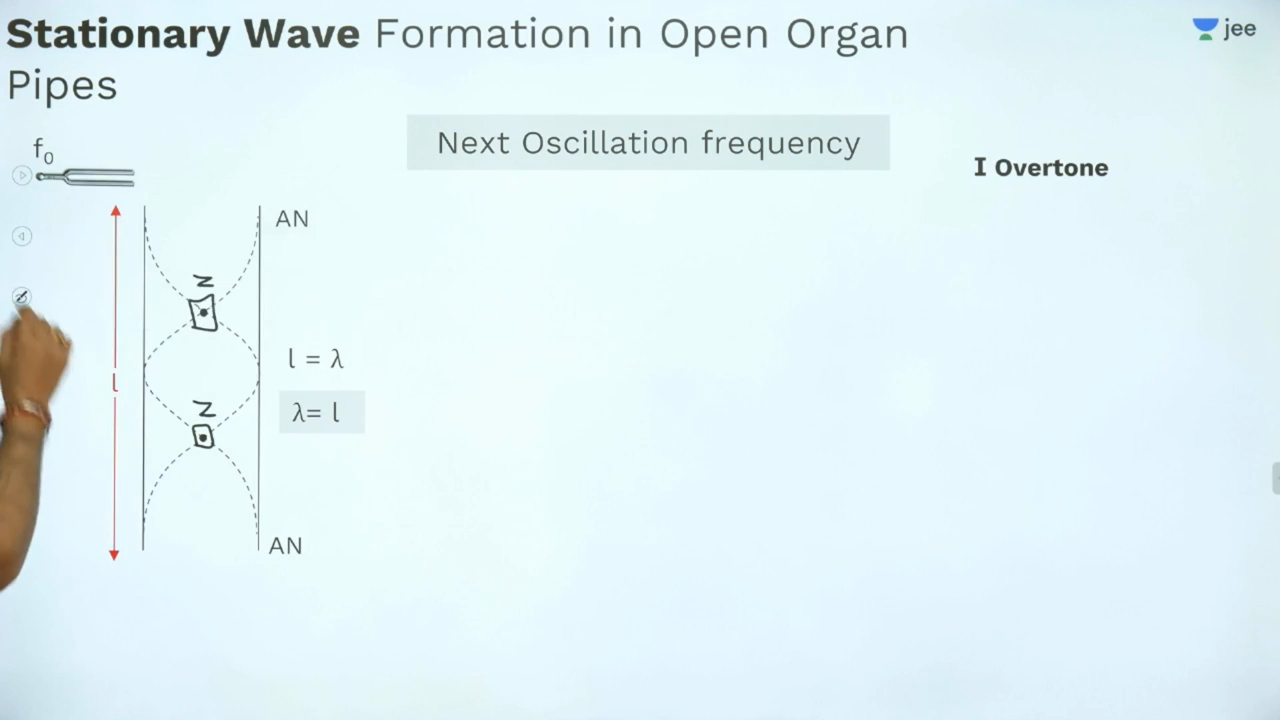 Stationary Wave Formation in Open Organ
Pipes
jee
Next Oscillation frequency
I Overtone
f₀
AN
N
l = λ
l
N
λ= l
AN